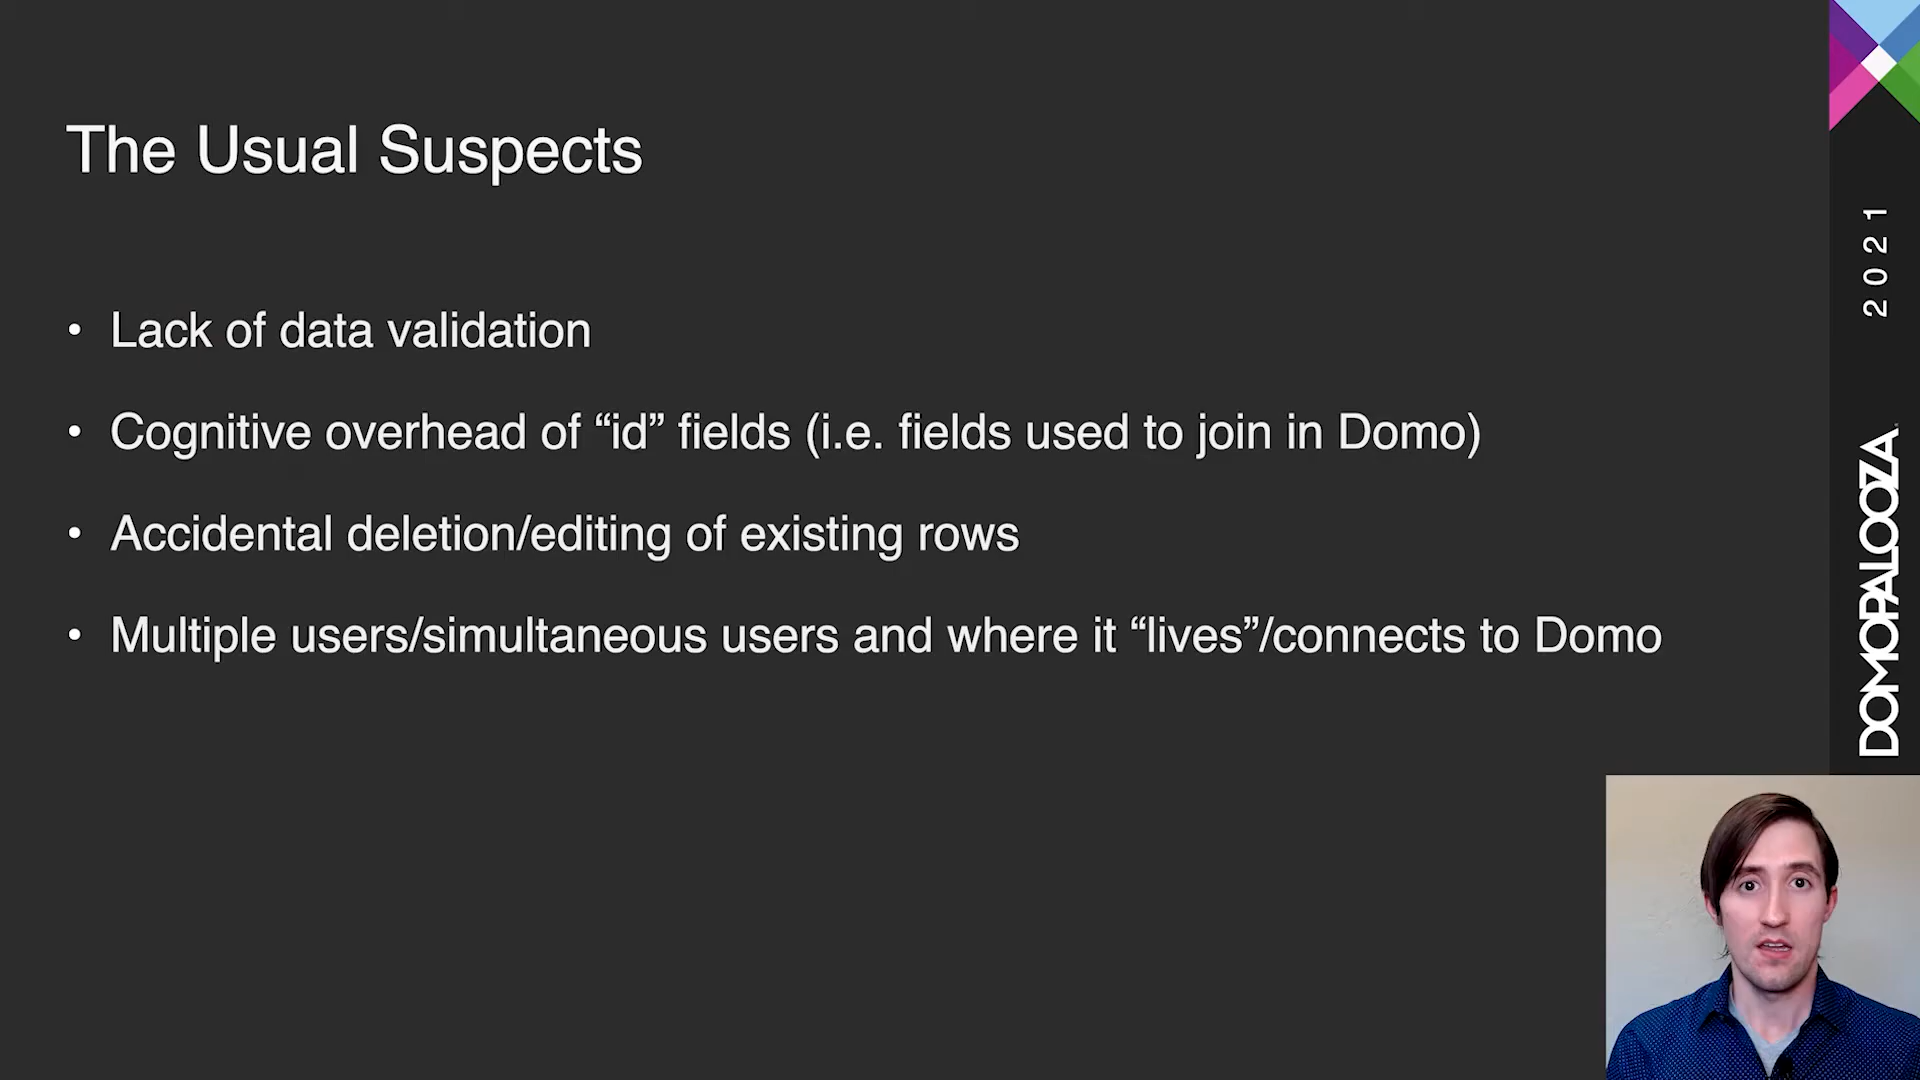 The Usual Suspects
• Lack of data validation
• Cognitive overhead of “id” fields (i.e. fields used to join in Domo)
• Accidental deletion/editing of existing rows
• Multiple users/simultaneous users and where it “lives”/connects to Domo
DOMOPALOOZA 2021